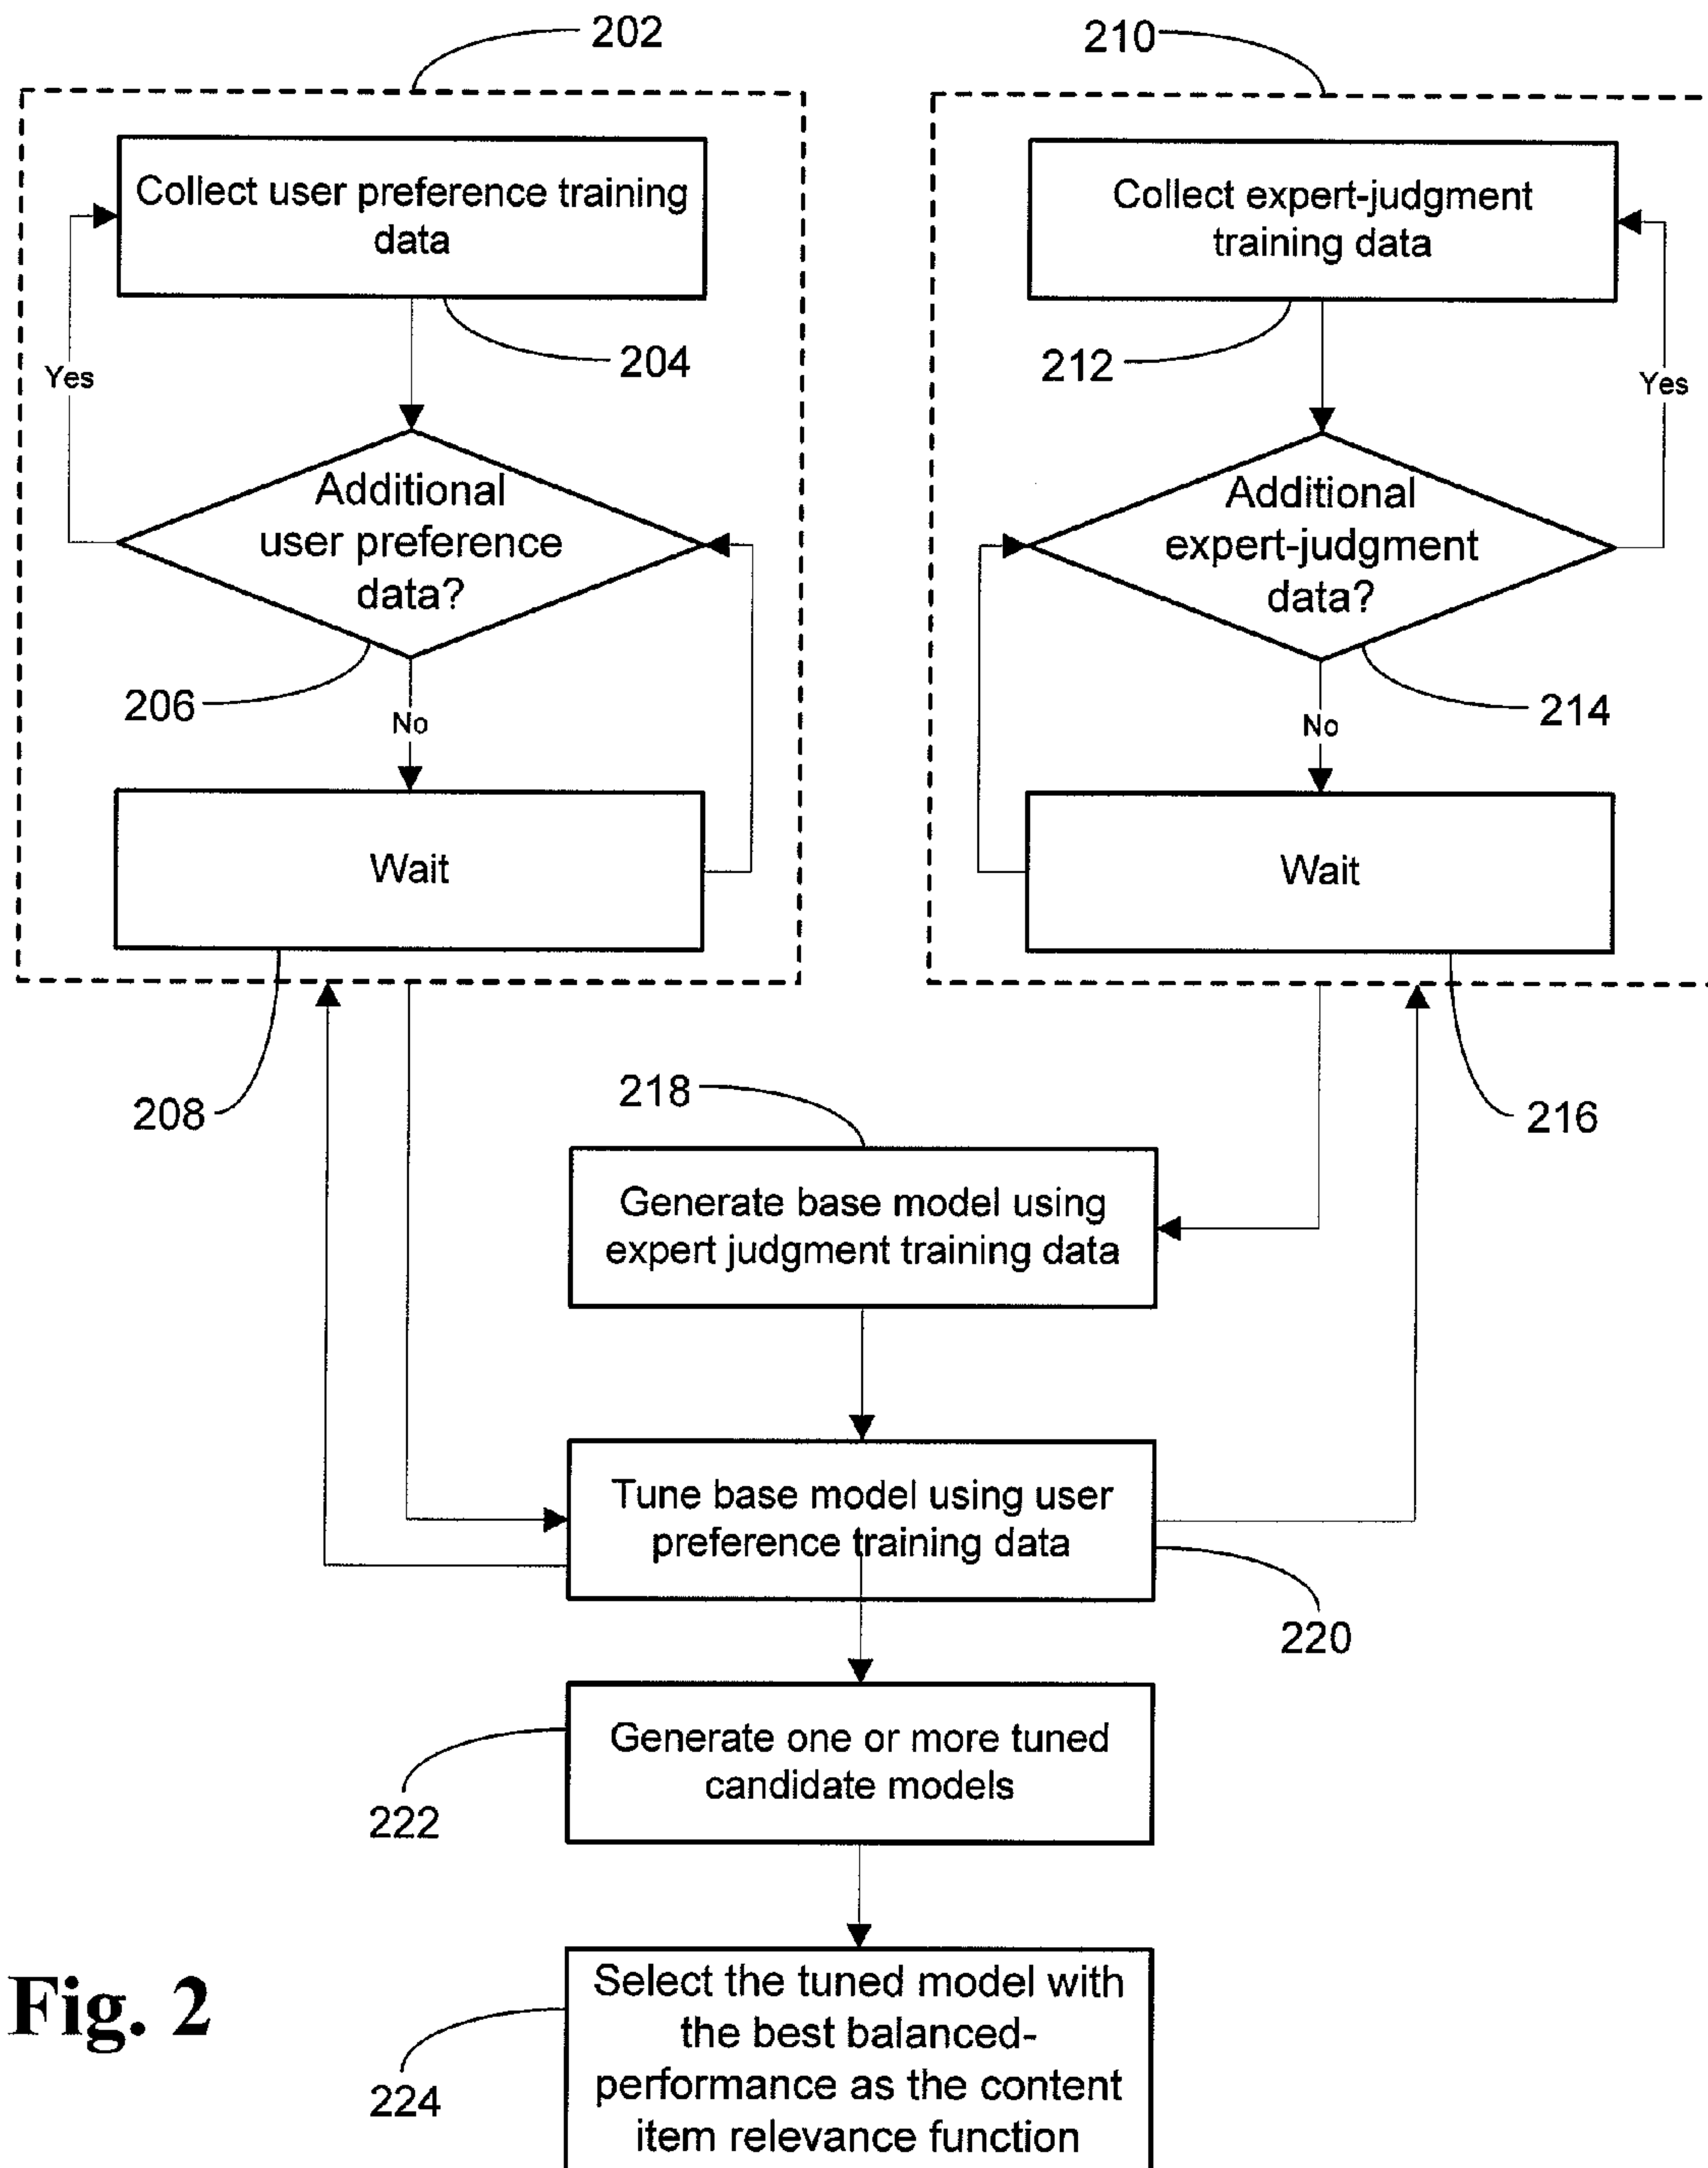 202
210
Collect user preference training
data
Collect expert-judgment
training data
204
212
Yes
Yes
Additional
user preference
data?
Additional
expert-judgment
data?
206
No
214
No
Wait
Wait
208
218
216
Generate base model using
expert judgment training data
Tune base model using user
preference training data
220
Generate one or more tuned
candidate models
222
Select the tuned model with
the best balanced-
performance as the content
item relevance function
224
Fig. 2